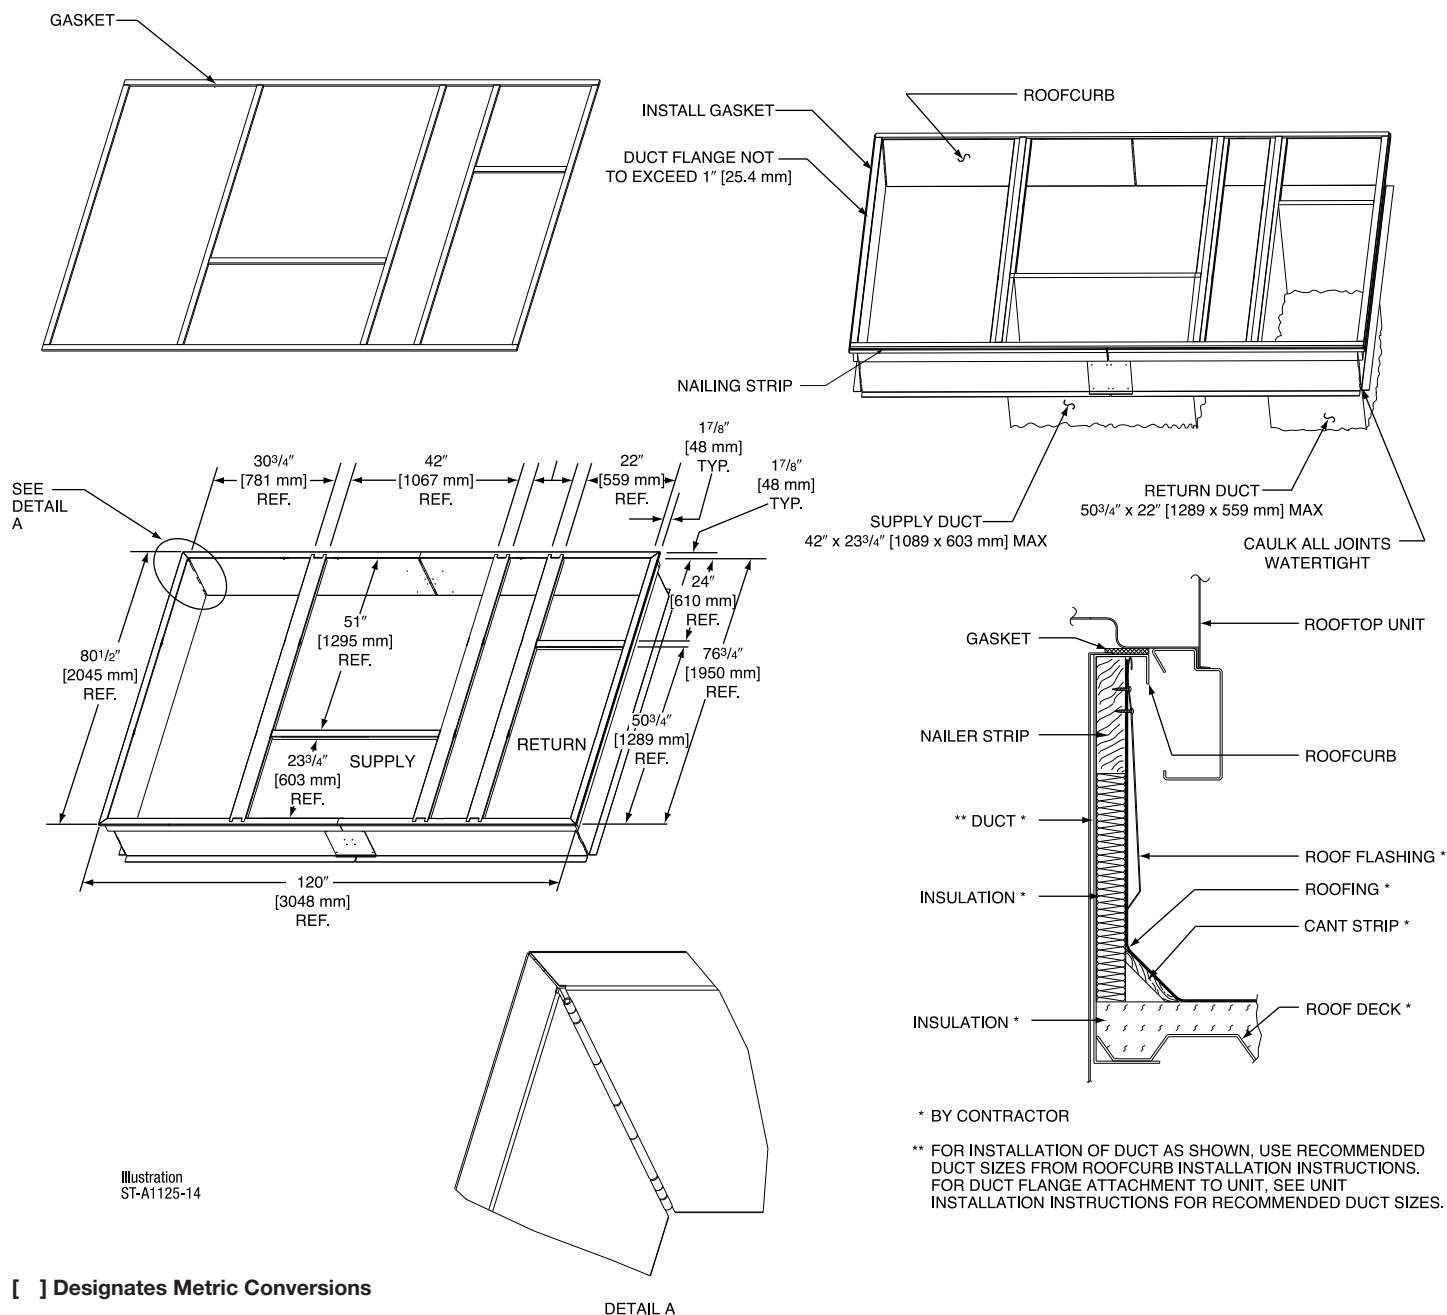 GASKET
INSTALL GASKET
DUCT FLANGE NOT
TO EXCEED 1″ [25.4 mm]
ROOFCURB
NAILING STRIP
SUPPLY DUCT
42″ x 233/4″ [1089 x 603 mm] MAX
RETURN DUCT
503/4″ x 22″ [1289 x 559 mm] MAX
CAULK ALL JOINTS
WATERTIGHT
SEE
DETAIL
A
303/4″
[781 mm]
REF.
42″
[1067 mm]
REF.
22″
[559 mm]
REF.
17/8″
[48 mm]
TYP.
17/8″
[48 mm]
TYP.
24″
[610 mm]
REF.
51″
[1295 mm]
REF.
801/2″
[2045 mm]
REF.
763/4″
[1950 mm]
REF.
503/4″
[1289 mm]
REF.
RETURN
SUPPLY
233/4″
[603 mm]
REF.
120″
[3048 mm]
REF.
GASKET
ROOFTOP UNIT
NAILER STRIP
ROOFCURB
** DUCT *
ROOF FLASHING *
INSULATION *
ROOFING *
CANT STRIP *
INSULATION *
ROOF DECK *
* BY CONTRACTOR
** FOR INSTALLATION OF DUCT AS SHOWN, USE RECOMMENDED
DUCT SIZES FROM ROOFCURB INSTALLATION INSTRUCTIONS.
FOR DUCT FLANGE ATTACHMENT TO UNIT, SEE UNIT
INSTALLATION INSTRUCTIONS FOR RECOMMENDED DUCT SIZES.
Illustration
ST-A1125-14
[ ] Designates Metric Conversions
DETAIL A